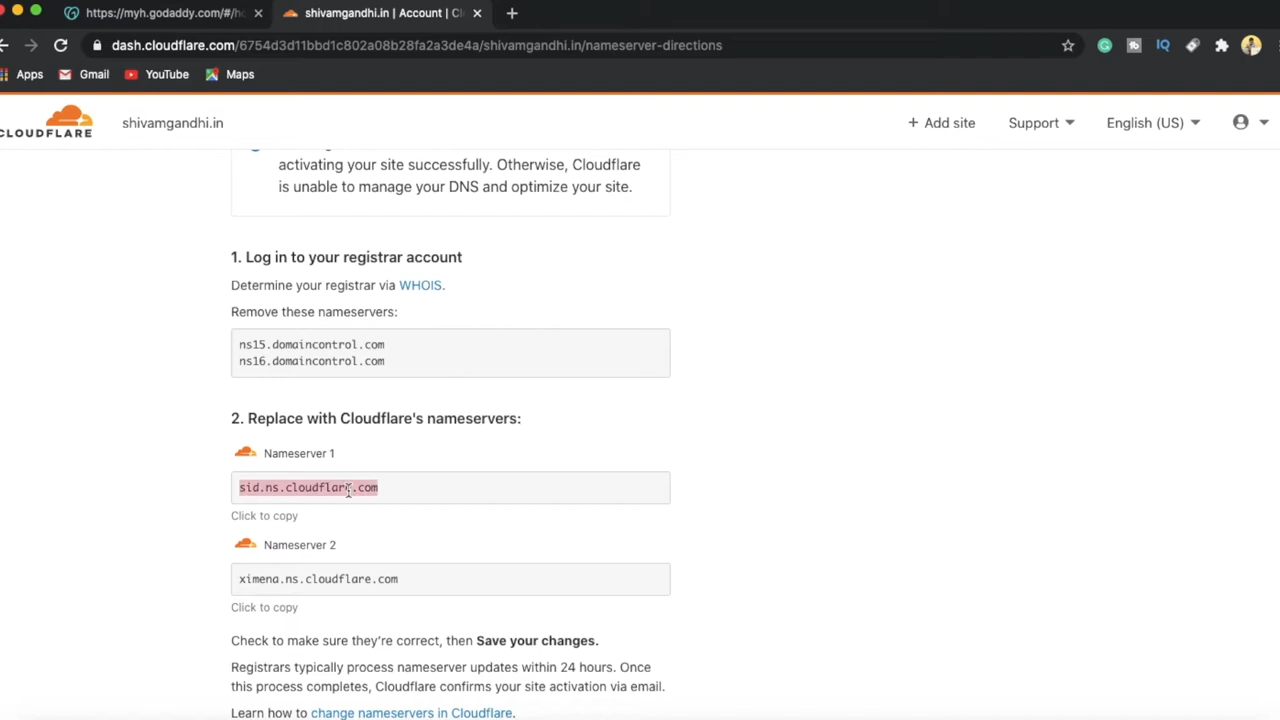 https://myh.godaddy.com/#/h
shivamgandhi.in | Account | Cl
dash.cloudflare.com/6754d3d11bbd1c802a08b28fa2a3de4a/shivamgandhi.in/nameserver-directions
Apps Gmail YouTube Maps
CLOUDFLARE
shivamgandhi.in
+ Add site Support English (US)
activating your site successfully. Otherwise, Cloudflare
is unable to manage your DNS and optimize your site.
1. Log in to your registrar account
Determine your registrar via WHOIS.
Remove these nameservers:
ns15.domaincontrol.com
ns16.domaincontrol.com
2. Replace with Cloudflare's nameservers:
Nameserver 1
sid.ns.cloudflare.com
Click to copy
Nameserver 2
ximena.ns.cloudflare.com
Click to copy
Check to make sure they're correct, then Save your changes.
Registrars typically process nameserver updates within 24 hours. Once
this process completes, Cloudflare confirms your site activation via email.
Learn how to change nameservers in Cloudflare.